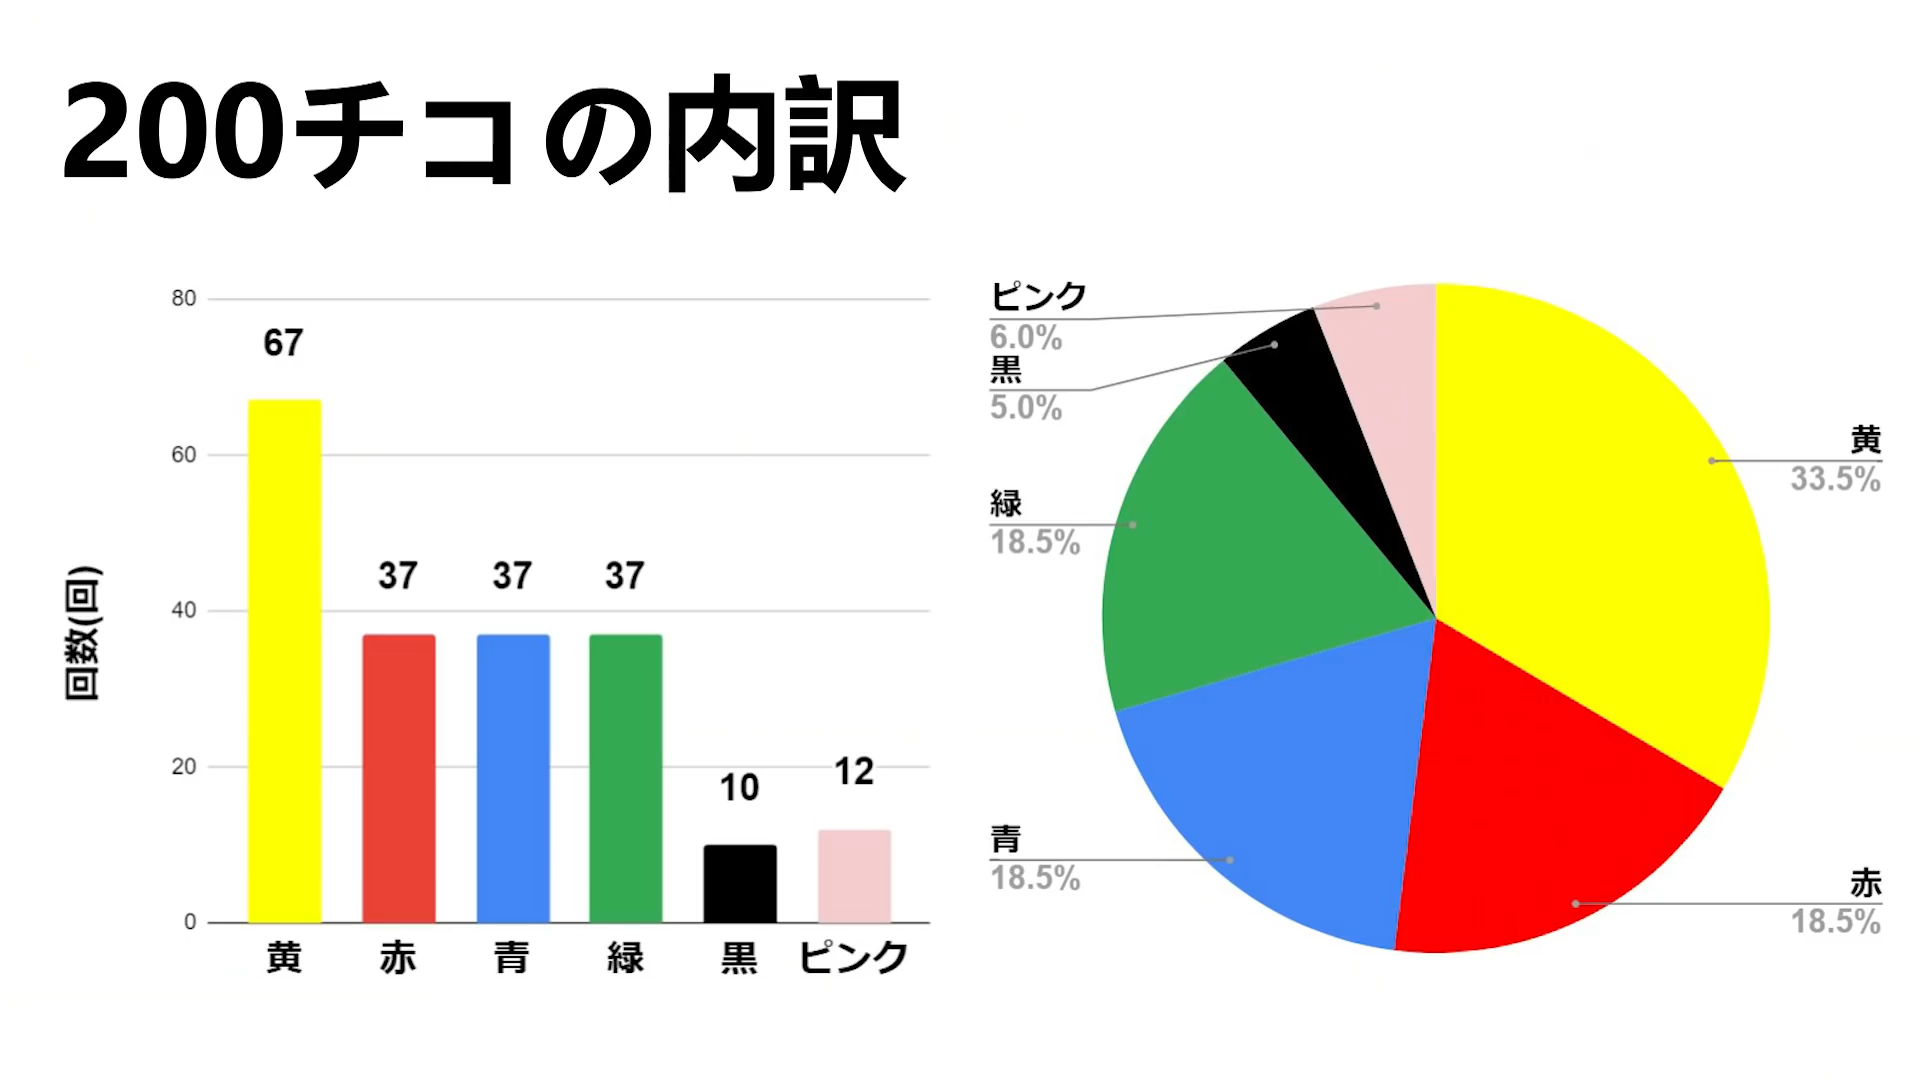 200チコの内訳
回数(回)
80
60
40
20
0
67
37
37
37
10
12
黄
赤
青
緑
黒
ピンク
ピンク
6.0%
黒
5.0%
緑
18.5%
青
18.5%
黄
33.5%
赤
18.5%